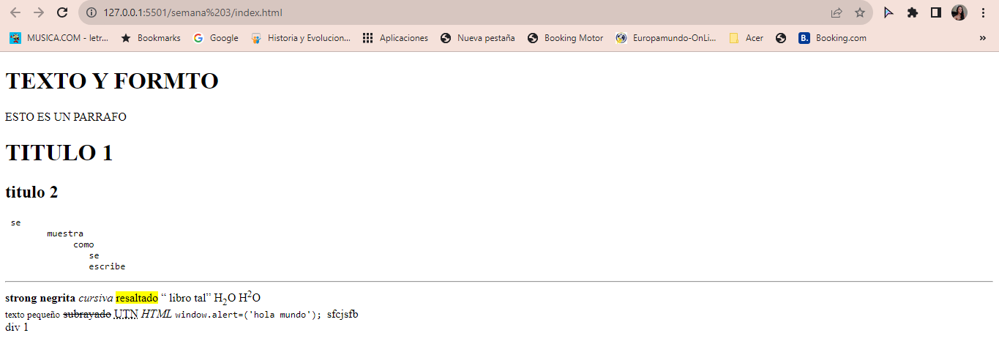 127.0.0.1:5501/semana%203/index.html
MUSICA.COM - letr... Bookmarks Google Historia y Evolucion... Aplicaciones Nueva pestaña Booking Motor Europamundo-OnLi... Acer B. Booking.com »
TEXTO Y FORMTO
ESTO ES UN PARRAFO
TITULO 1
titulo 2
se
muestra
como
se
escribe
strong negrita cursiva resaltado “ libro tal” H₂O H²O
texto pequeño subrayado UTN HTML window.alert=('hola mundo'); sfcjsfb
div 1